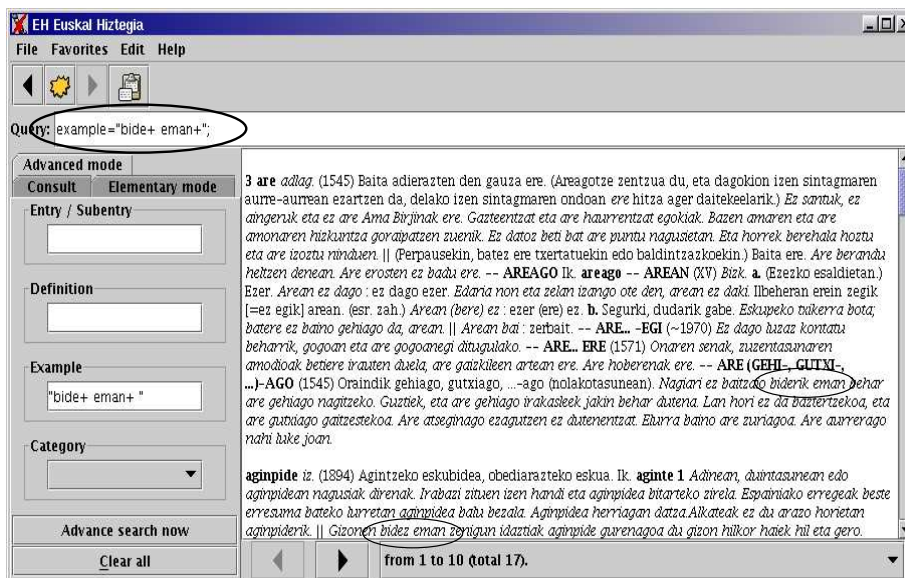 EH Euskal Hiztegia
File Favorites Edit Help
Query: example="bide+ eman+";
Advanced mode
Consult Elementary mode
Entry / Subentry
Definition
Example
"bide+ eman+ "
Category
Advance search now
Clear all
3 are adlag. (1545) Baita adierazten den gauza ere. (Areagotze zentzua du, eta dagokion izen sintagmaren
aurre-aurrean ezartzen da, delako izen sintagmaren ondoan ere hitza ager daitekeelarik.) Ez santuk, ez
aingeruk eta ez are Ama Birjinak ere. Gazteentzat eta are haurrentzat egokiak. Bazen amaren eta are
amonaren hizkuntza goraipatzen zuenik. Ez datoz beti bat are puntu nagusietan. Eta horrek berehala hoztu
eta are izoztu ninduen. || (Perpausekin, batez ere txertatuekin edo baldintzazkoekin.) Baita ere. Are berandu
heltzen denean. Are erosten ez badu ere. -- AREAGO Ik. areago -- AREAN (XV) Bizk. a. (Ezezko esaldietan.)
Ezer. Arean ez dago : ez dago ezer. Edaria non eta zelan izango ote den, arean ez daki. Ilbeheran erein zegik
[=ez egik] arean. (esr. zah.) Arean (bere) ez : ezer (ere) ez. b. Segurki, dudarik gabe. Eskupeko txikerra bota;
batere ez baino gehiago da, arean. || Arean bai : zerbait. -- ARE... -EGI (~1970) Ez dago luzaz kontatu
beharrik, gogoan eta are gogoanegi ditugulako. -- ARE... ERE (1571) Onaren senak, zuzentasunaren
amodioak betiere irauten duela, are gaizkileen artean ere. Are hoberenak ere. -- ARE (GEHI-, GUTXI-,
...)-AGO (1545) Oraindik gehiago, gutxiago, ...-ago (nolakotasunean). Nagiari ez baitzaio biderik eman behar
are gehiago nagitzeko. Guztiek, eta are gehiago irakasleek jakin behar dutena. Lan hori ez da baztertzekoa, eta
are gutxiago gaitzestekoa. Are atseginago ezagutzen ez dutenentzat. Elurra baino are zuriagoa. Are aurrerago
nahi luke joan.
aginpide iz. (1894) Agintzeko eskubidea, obediarazteko eskua. Ik. aginte 1 Adinean, duintasunean edo
aginpidean nagusiak direnak. Irabazi zituen izen handi eta aginpidea bitarteko zirela. Espainiako erregeak beste
erresuma bateko lurretan aginpidea balu bezala. Aginpidea herriagan datza.Alkateak ez du arazo horietan
aginpiderik. || Gizonen bidez eman zenigun idaztiak aginpide gurenagoa du gizon hilkor haiek hil eta gero.
from 1 to 10 (total 17).